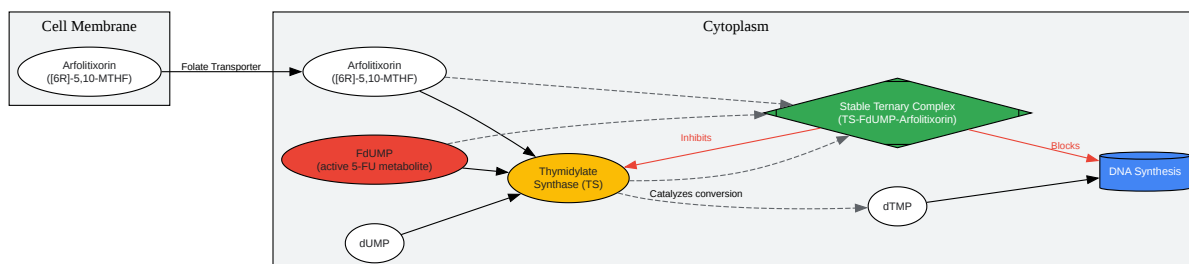 Cell Membrane
Arfolitixorin
([6R]-5,10-MTHF)
Folate Transporter
Cytoplasm
Arfolitixorin
([6R]-5,10-MTHF)
FdUMP
(active 5-FU metabolite)
dUMP
Thymidylate
Synthase (TS)
Catalyzes conversion
Inhibits
Stable Ternary Complex
(TS-FdUMP-Arfolitixorin)
Blocks
dTMP
DNA Synthesis